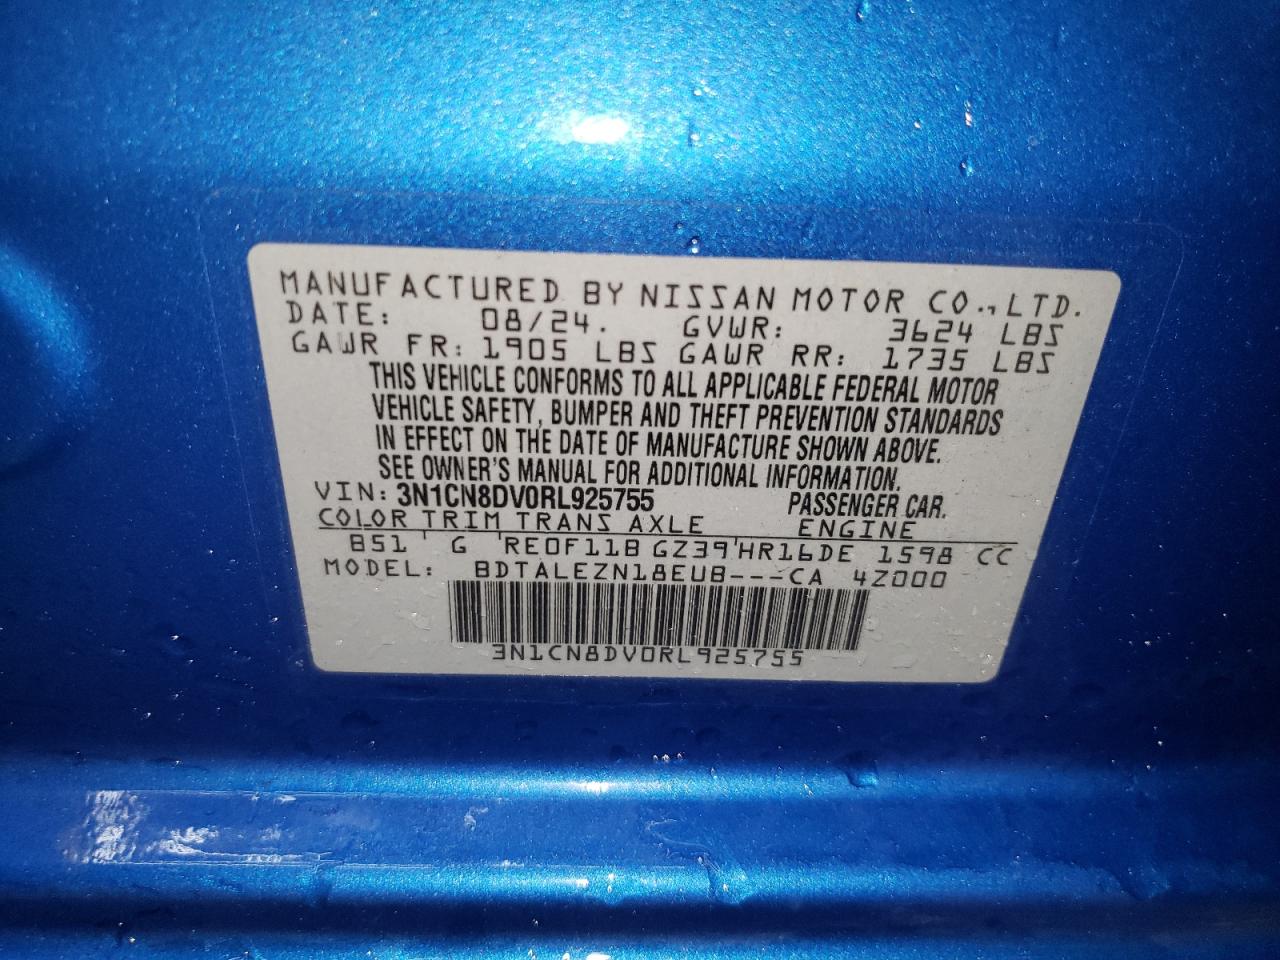 MANUFACTURED BY NISSAN MOTOR CO., LTD.
DATE: 08/24. GVWR: 3624 LBS
GAWR FR: 1905 LBS GAWR RR: 1735 LBS
THIS VEHICLE CONFORMS TO ALL APPLICABLE FEDERAL MOTOR
VEHICLE SAFETY, BUMPER AND THEFT PREVENTION STANDARDS
IN EFFECT ON THE DATE OF MANUFACTURE SHOWN ABOVE.
SEE OWNER'S MANUAL FOR ADDITIONAL INFORMATION.
VIN: 3N1CN8DV0RL925755 PASSENGER CAR.
COLOR TRIM TRANS AXLE ENGINE
B51 G RE0F11B GZ39 HR16DE 1598 CC
MODEL: BDTALEZN18EUB---CA 4Z000
3N1CN8DV0RL925755